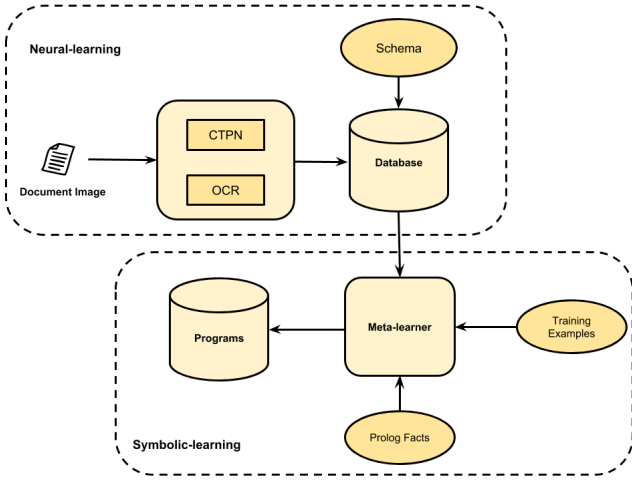 Neural-learning
Schema
CTPN
OCR
Database
Document Image
Programs
Meta-learner
Training
Examples
Prolog Facts
Symbolic-learning